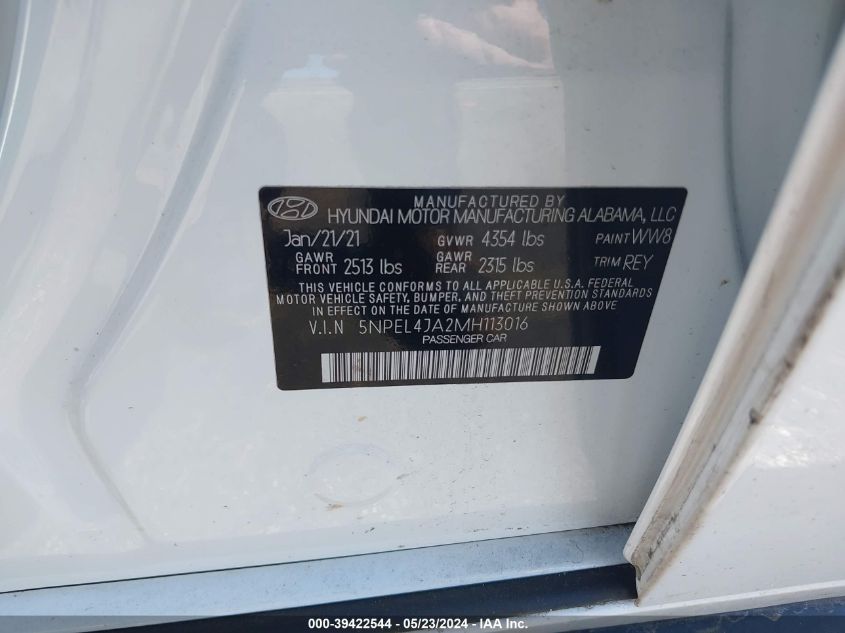 MANUFACTURED BY
HYUNDAI MOTOR MANUFACTURING ALABAMA, LLC
Jan/21/21 GVWR 4354 lbs PAINT WW8
GAWR FRONT 2513 lbs GAWR REAR 2315 lbs TRIM REY
THIS VEHICLE CONFORMS TO ALL APPLICABLE U.S.A. FEDERAL
MOTOR VEHICLE SAFETY, BUMPER, AND THEFT PREVENTION STANDARDS
IN EFFECT ON THE DATE OF MANUFACTURE SHOWN ABOVE
V.I.N 5NPEL4JA2MH113016
PASSENGER CAR
000-39422544 - 05/23/2024 - IAA Inc.